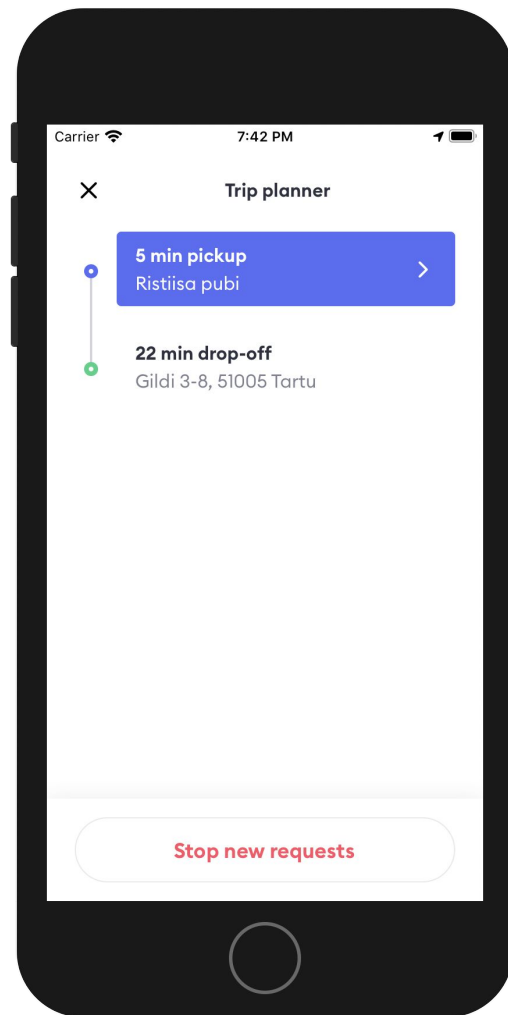 Carrier 7:42 PM
Trip planner
5 min pickup
Ristiisa pubi
22 min drop-off
Gildi 3-8, 51005 Tartu
Stop new requests